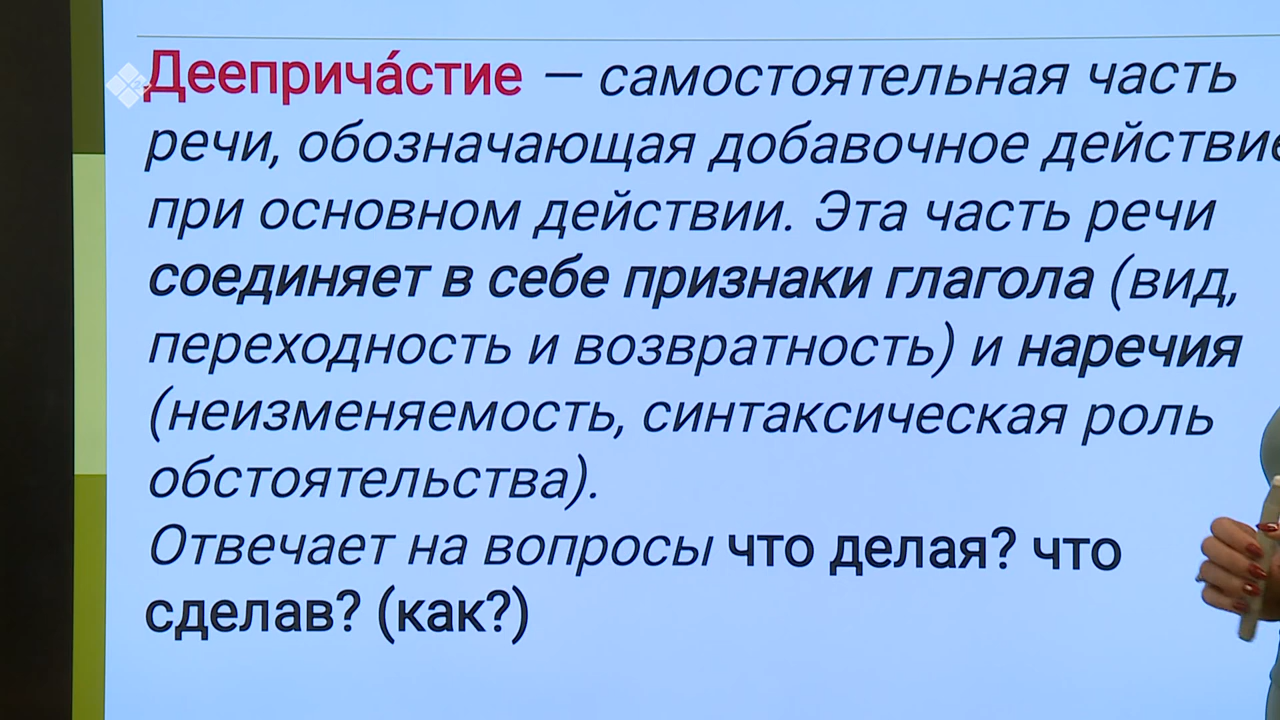 Дееприча́стие – самостоятельная часть
речи, обозначающая добавочное действие
при основном действии. Эта часть речи
соединяет в себе признаки глагола (вид,
переходность и возвратность) и наречия
(неизменяемость, синтаксическая роль
обстоятельства).
Отвечает на вопросы что делая? что
сделав? (как?)